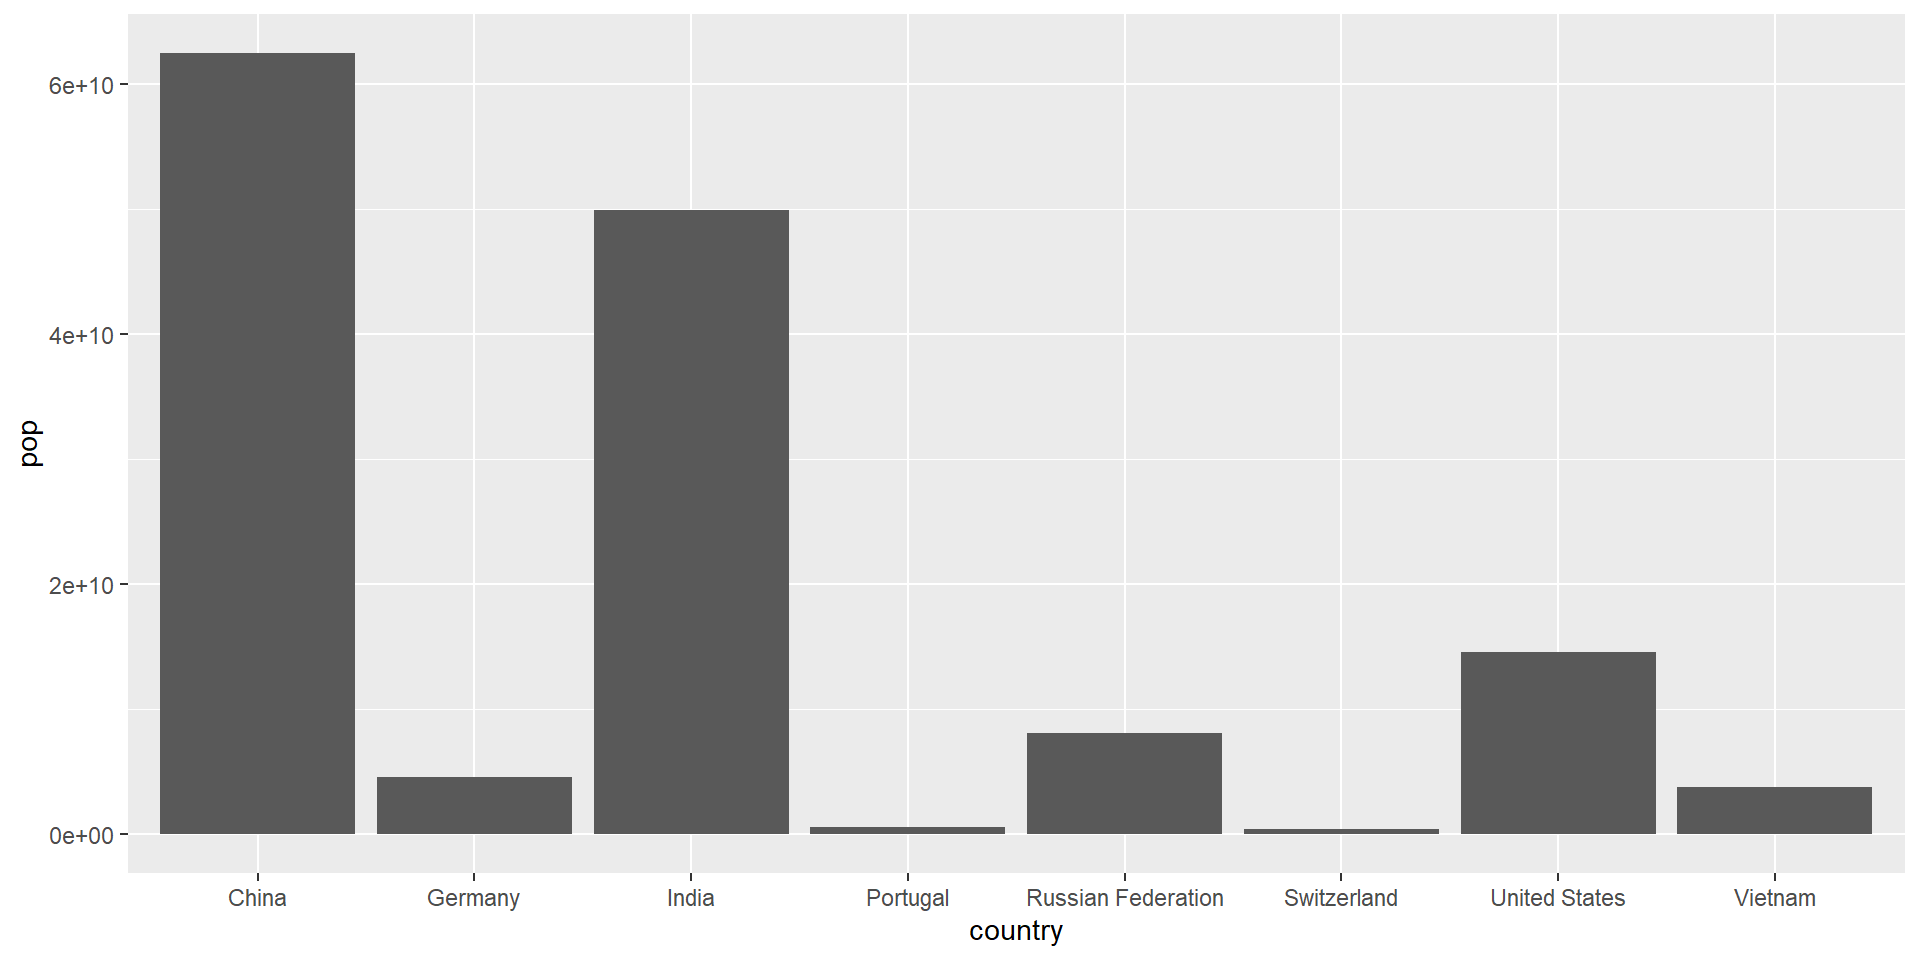 6e+10
4e+10
2e+10
0e+00
pop
China Germany India Portugal Russian Federation Switzerland United States Vietnam
country